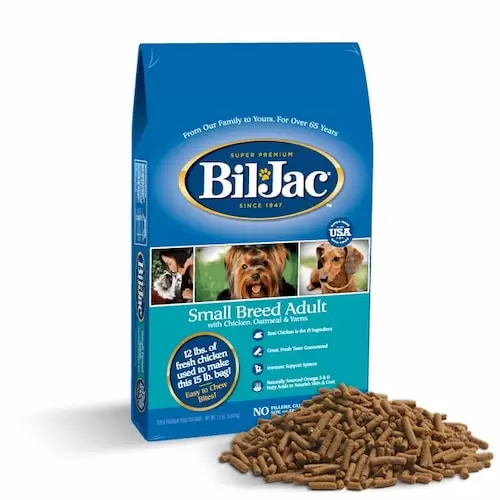 From Our Family to Yours, For Over 65 Years
SUPER PREMIUM
Bil Jac
SINCE 1947
USA
Small Breed Adult
with Chicken, Oatmeal & Yams
12 lbs. of
fresh chicken
used to make
this 15 lb. bag!
Easy to Chew
Bites!
Real Chicken is the #1 Ingredient
Great, Fresh Taste Guaranteed
Immune Support System
Naturally Sourced Omega 3 & 6
Fatty Acids to Nourish Skin & Coat
NO FILLERS,